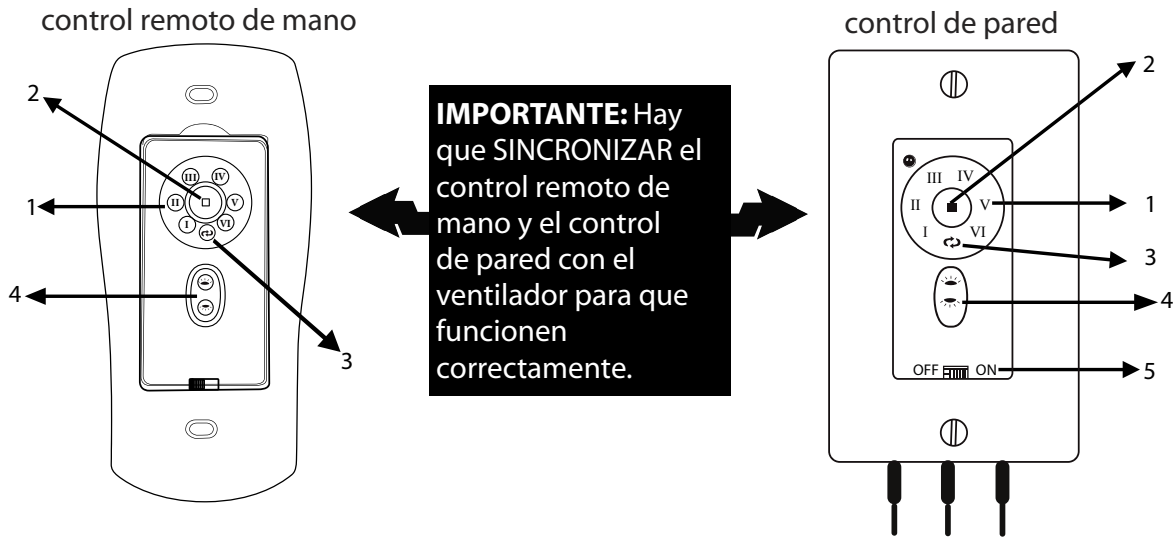 control remoto de mano
control de pared
2
III IV
II V
I VI
1
4
3
IMPORTANTE: Hay
que SINCRONIZAR el
control remoto de
mano y el control
de pared con el
ventilador para que
funcionen
correctamente.
2
III IV
II V
I VI
1
3
4
OFF ON
5